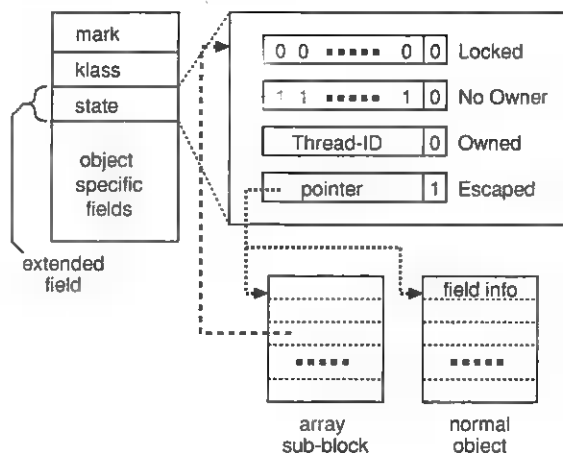 mark
klass
state
object
specific
fields
extended
field
0 0 ..... 0 0 Locked
1 1 ..... 1 0 No Owner
Thread-ID 0 Owned
pointer 1 Escaped
field info
array
sub-block
normal
object